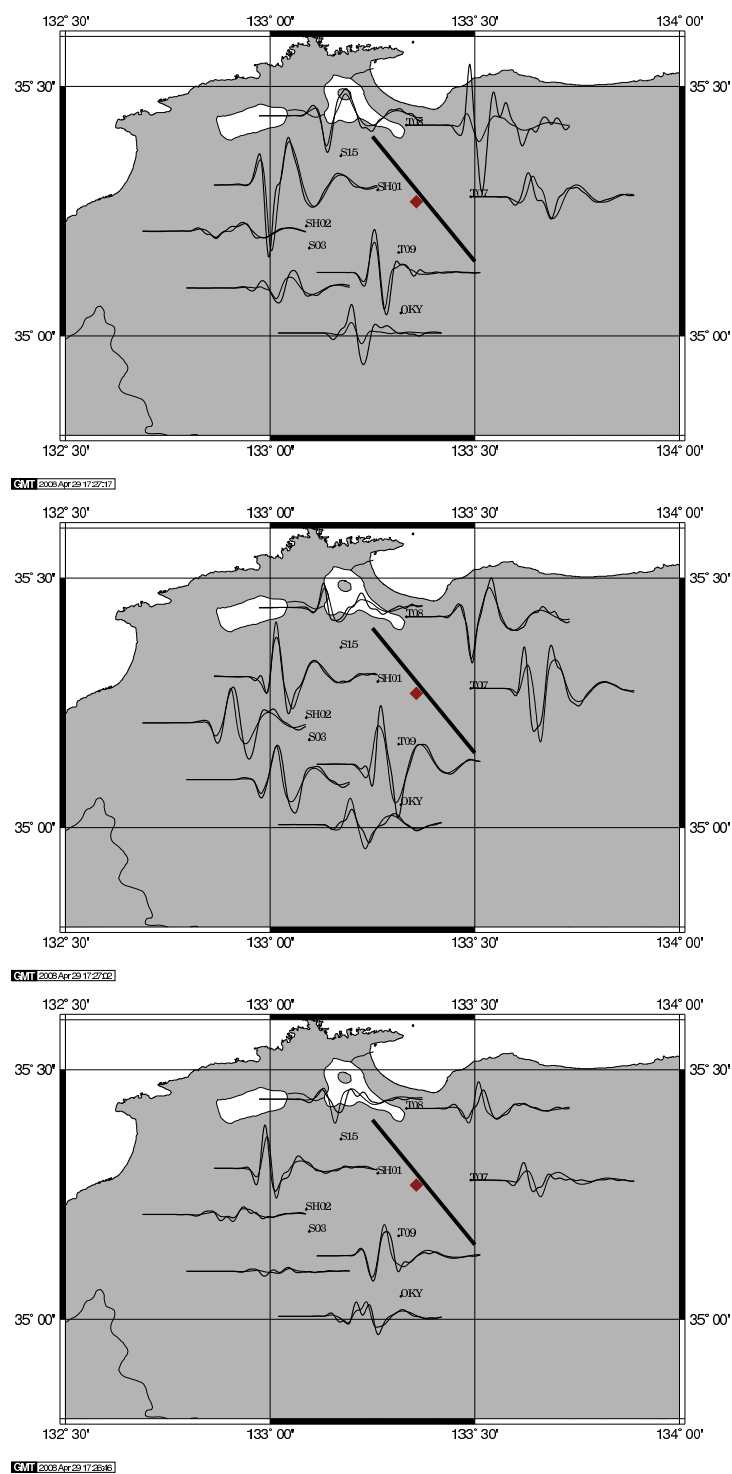 132° 30' 133° 00' 133° 30' 134° 00'
35° 30' 35° 30'
T08
S15
SH01
T07
SH02
S03
T09
OKY
35° 00' 35° 00'
132° 30' 133° 00' 133° 30' 134° 00'
GMT 2008 Apr 29 17:27:17
132° 30' 133° 00' 133° 30' 134° 00'
35° 30' 35° 30'
T08
S15
SH01
T07
SH02
S03
T09
OKY
35° 00' 35° 00'
132° 30' 133° 00' 133° 30' 134° 00'
GMT 2008 Apr 29 17:27:02
132° 30' 133° 00' 133° 30' 134° 00'
35° 30' 35° 30'
T08
S15
SH01
T07
SH02
S03
T09
OKY
35° 00' 35° 00'
132° 30' 133° 00' 133° 30' 134° 00'
GMT 2008 Apr 29 17:26:46